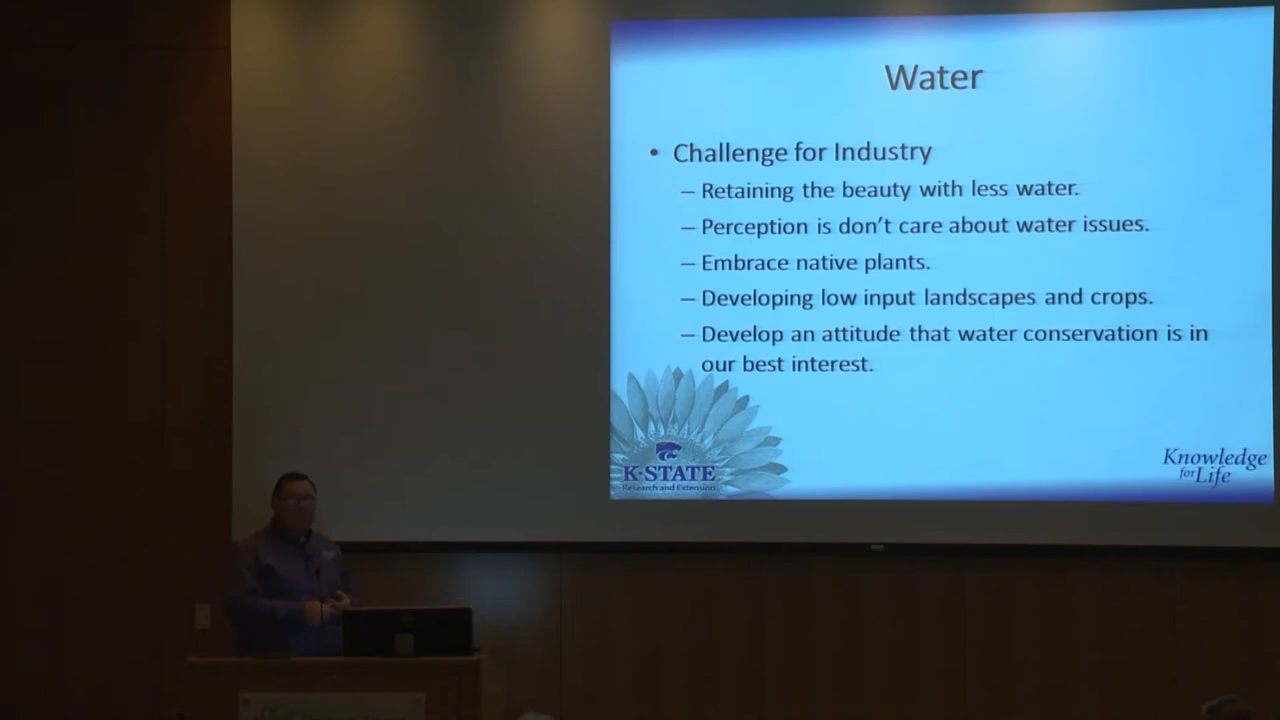 Water
• Challenge for Industry
– Retaining the beauty with less water.
– Perception is don't care about water issues.
– Embrace native plants.
– Developing low input landscapes and crops.
– Develop an attitude that water conservation is in
our best interest.
K-STATE
Research and Extension
Knowledge
for Life